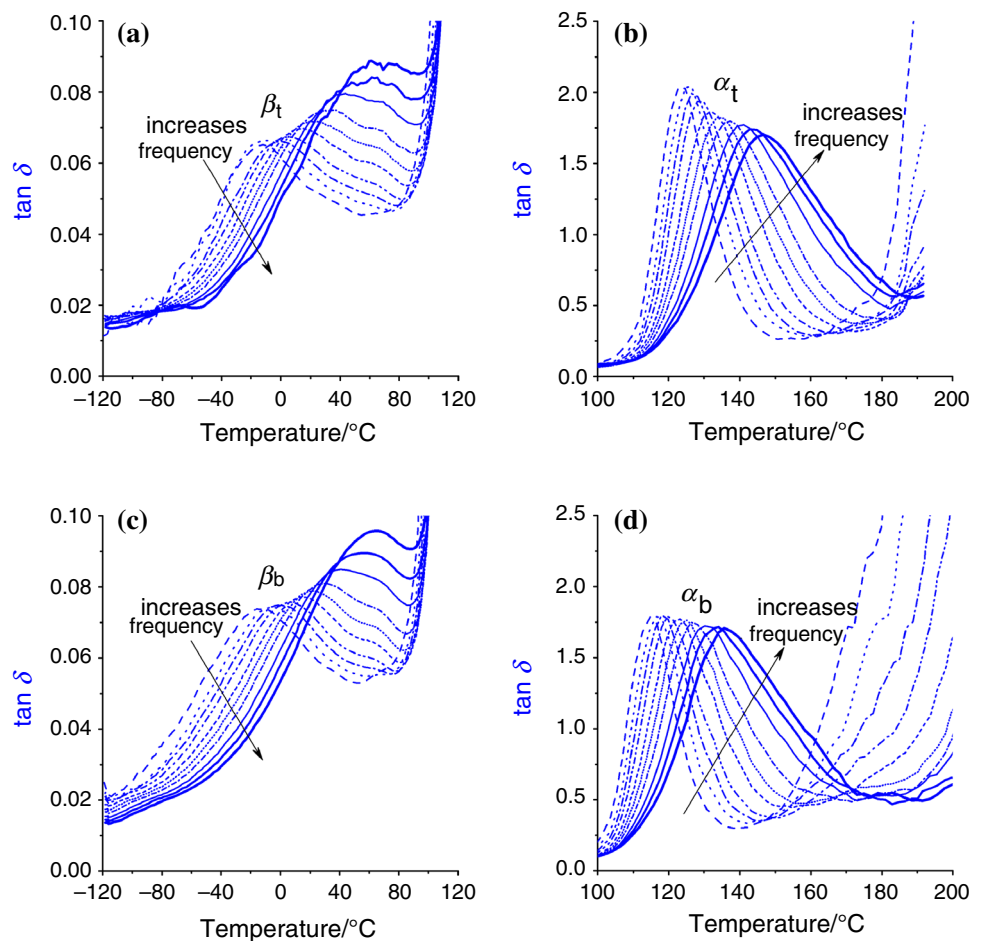 (a)
0.10
0.08
0.06
0.04
0.02
0.00
tan δ
βt
increases
frequency
−120 −80 −40 0 40 80 120
Temperature/°C
(b)
2.5
2.0
1.5
1.0
0.5
0.0
tan δ
αt
increases
frequency
100 120 140 160 180 200
Temperature/°C
(c)
0.10
0.08
0.06
0.04
0.02
0.00
tan δ
βb
increases
frequency
−120 −80 −40 0 40 80 120
Temperature/°C
(d)
2.5
2.0
1.5
1.0
0.5
0.0
tan δ
αb
increases
frequency
100 120 140 160 180 200
Temperature/°C